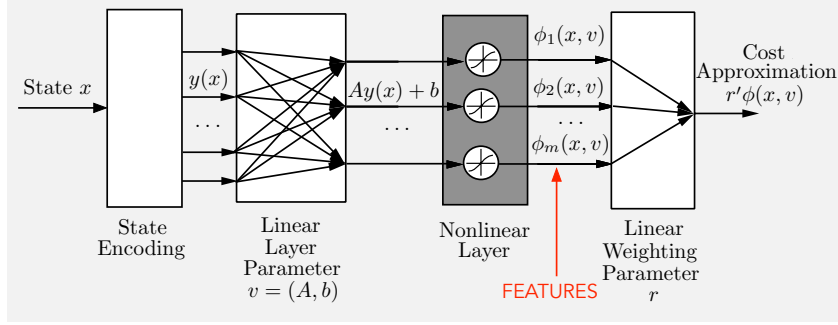 State x
y(x)
...
Ay(x) + b
...
ϕ1(x, v)
ϕ2(x, v)
...
ϕm(x, v)
Cost
Approximation
r′ϕ(x, v)
State
Encoding
Linear
Layer
Parameter
v = (A, b)
Nonlinear
Layer
FEATURES
Linear
Weighting
Parameter
r